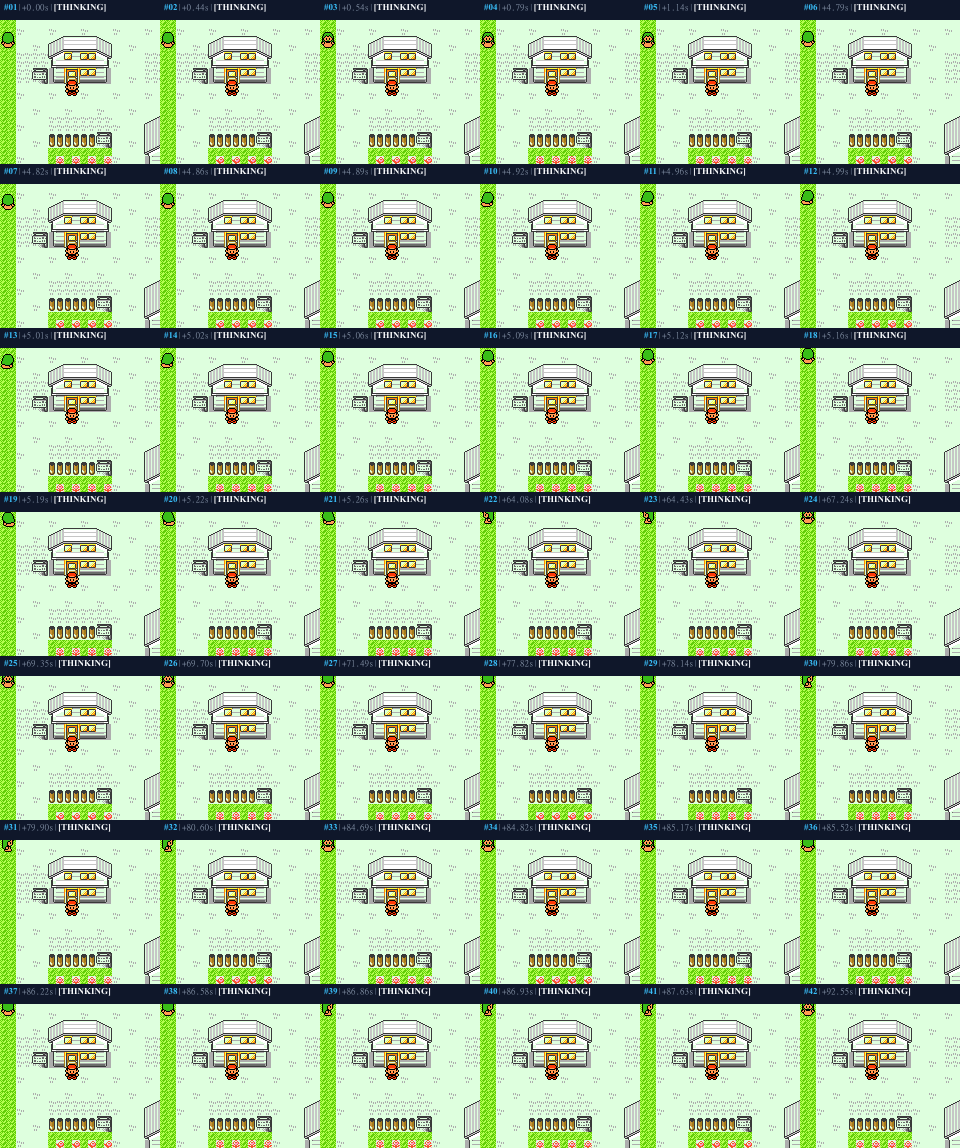 #01|+0.00s|[THINKING] #02|+0.44s|[THINKING] #03|+0.54s|[THINKING] #04|+0.79s|[THINKING] #05|+1.14s|[THINKING] #06|+4.79s|[THINKING]
#07|+4.82s|[THINKING] #08|+4.86s|[THINKING] #09|+4.89s|[THINKING] #10|+4.92s|[THINKING] #11|+4.96s|[THINKING] #12|+4.99s|[THINKING]
#13|+5.01s|[THINKING] #14|+5.02s|[THINKING] #15|+5.06s|[THINKING] #16|+5.09s|[THINKING] #17|+5.12s|[THINKING] #18|+5.16s|[THINKING]
#19|+5.19s|[THINKING] #20|+5.22s|[THINKING] #21|+5.26s|[THINKING] #22|+64.08s|[THINKING] #23|+64.43s|[THINKING] #24|+67.24s|[THINKING]
#25|+69.35s|[THINKING] #26|+69.70s|[THINKING] #27|+71.49s|[THINKING] #28|+77.82s|[THINKING] #29|+78.14s|[THINKING] #30|+79.86s|[THINKING]
#31|+79.90s|[THINKING] #32|+80.60s|[THINKING] #33|+84.69s|[THINKING] #34|+84.82s|[THINKING] #35|+85.17s|[THINKING] #36|+85.52s|[THINKING]
#37|+86.22s|[THINKING] #38|+86.58s|[THINKING] #39|+86.86s|[THINKING] #40|+86.93s|[THINKING] #41|+87.63s|[THINKING] #42|+92.55s|[THINKING]